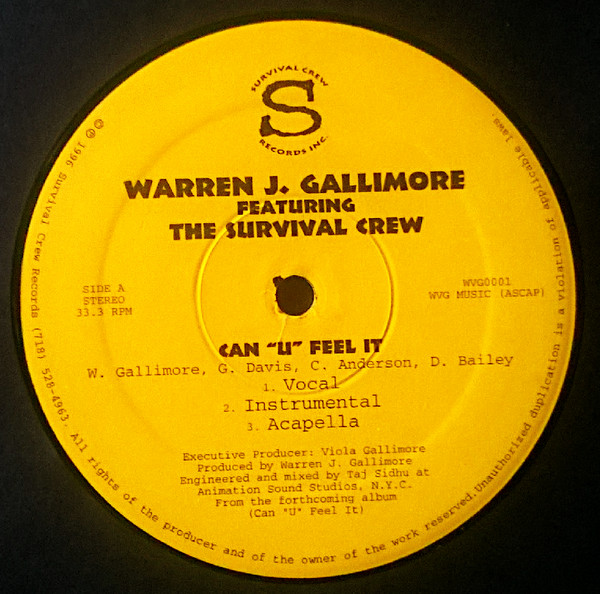 SURVIVAL CREW
S
RECORDS INC.
WARREN J. GALLIMORE
FEATURING
THE SURVIVAL CREW
SIDE A
STEREO
33.3 RPM
WVG0001
WVG MUSIC (ASCAP)
CAN "U" FEEL IT
W. Gallimore, G. Davis, C. Anderson, D. Bailey
1. Vocal
2. Instrumental
3. Acapella
Executive Producer: Viola Gallimore
Produced by Warren J. Gallimore
Engineered and mixed by Taj Sidhu at
Animation Sound Studios, N.Y.C.
From the forthcoming album
(Can "U" Feel It)
© ℗ 1996 Survival Crew Records (718) 528-4963. All rights of the producer and of the owner of the work reserved. Unauthorized duplication is a violation of applicable laws.